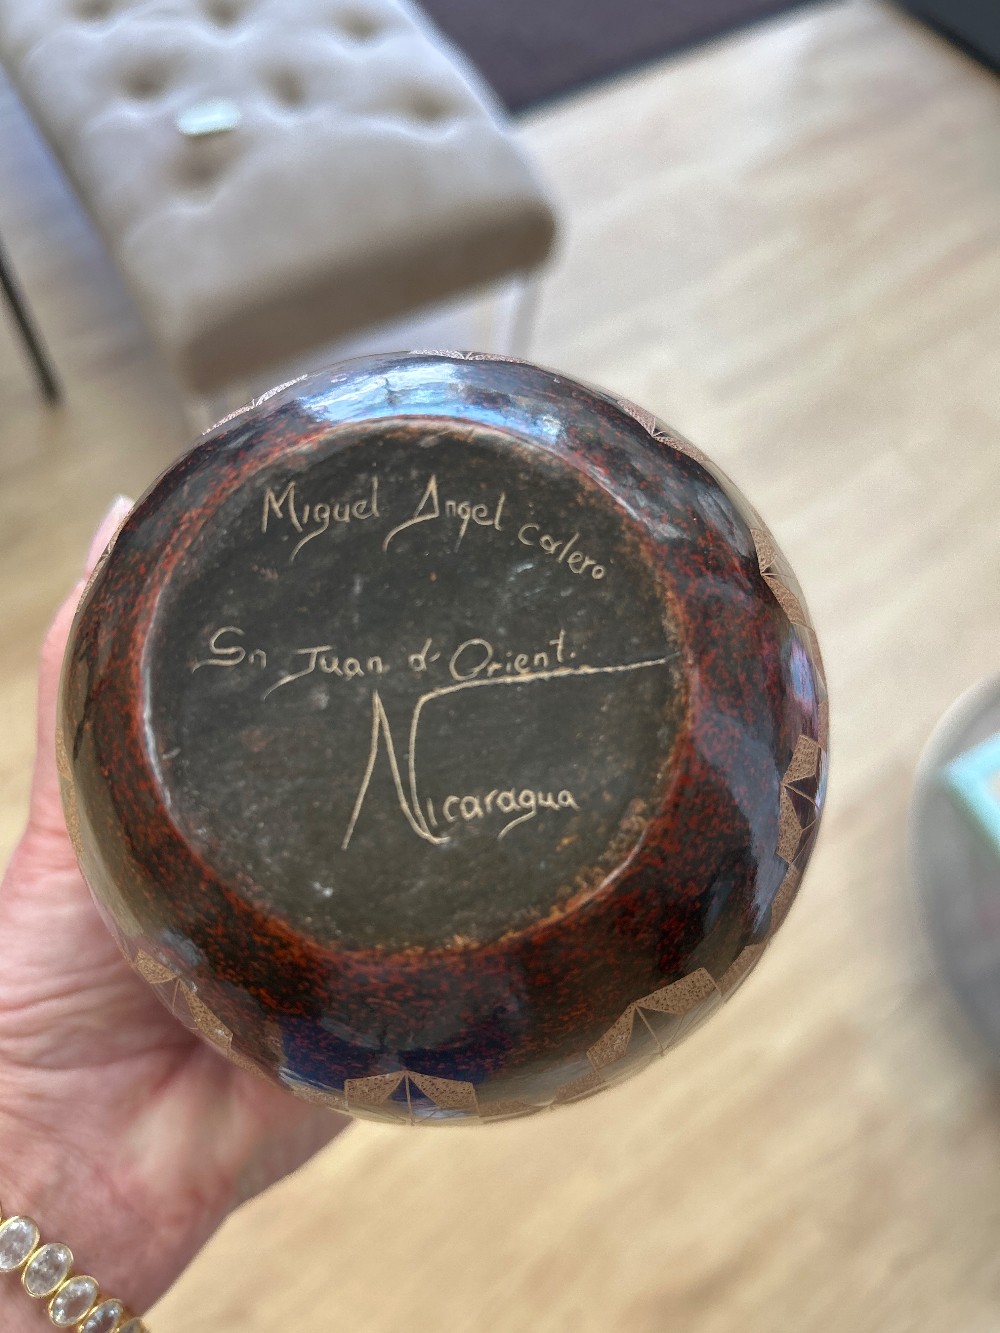 Miguel Angel Calero
Sn Juan d' Orient.
Nicaragua